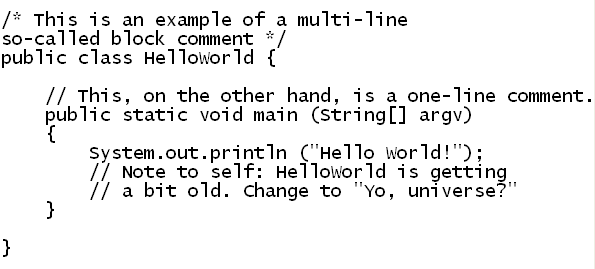 /* This is an example of a multi-line
so-called block comment */
public class HelloWorld {

    // This, on the other hand, is a one-line comment.
    public static void main (String[] argv)
    {
        System.out.println ("Hello World!");
        // Note to self: HelloWorld is getting
        // a bit old. Change to "Yo, universe?"
    }

}